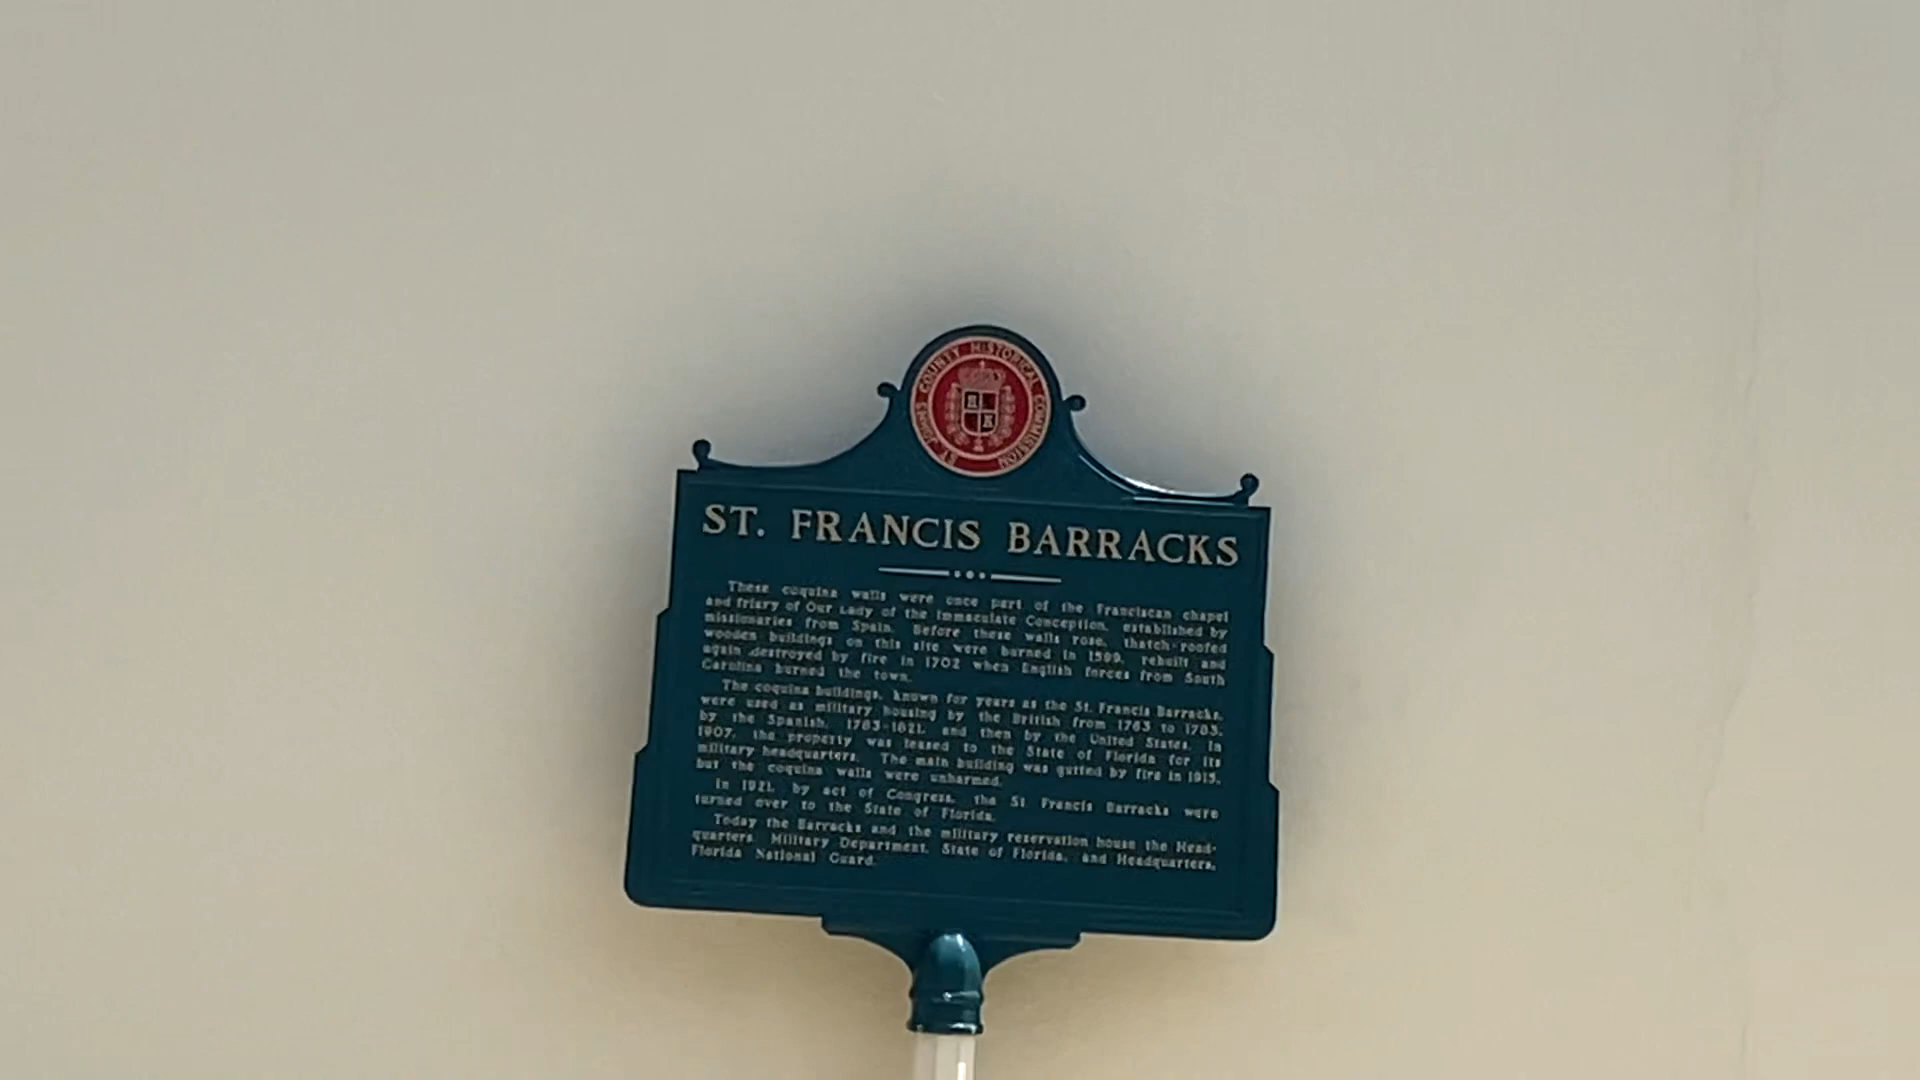 ST. JOHNS COUNTY HISTORICAL COMMISSION
ST. FRANCIS BARRACKS
These coquina walls were once part of the Franciscan chapel
and friary of Our Lady of the Immaculate Conception, established by
missionaries from Spain. Before these walls rose, thatch-roofed
wooden buildings on this site were burned in 1599, rebuilt and
again destroyed by fire in 1702 when English forces from South
Carolina burned the town.
The coquina buildings, known for years as the St. Francis Barracks,
were used as military housing by the British from 1763 to 1783,
by the Spanish, 1783-1821, and then by the United States. In
1907, the property was leased to the State of Florida for its
military headquarters. The main building was gutted by fire in 1915,
but the coquina walls were unharmed.
In 1921, by act of Congress, the St Francis Barracks were
turned over to the State of Florida.
Today the Barracks and the military reservation house the Head-
quarters, Military Department, State of Florida, and Headquarters,
Florida National Guard.